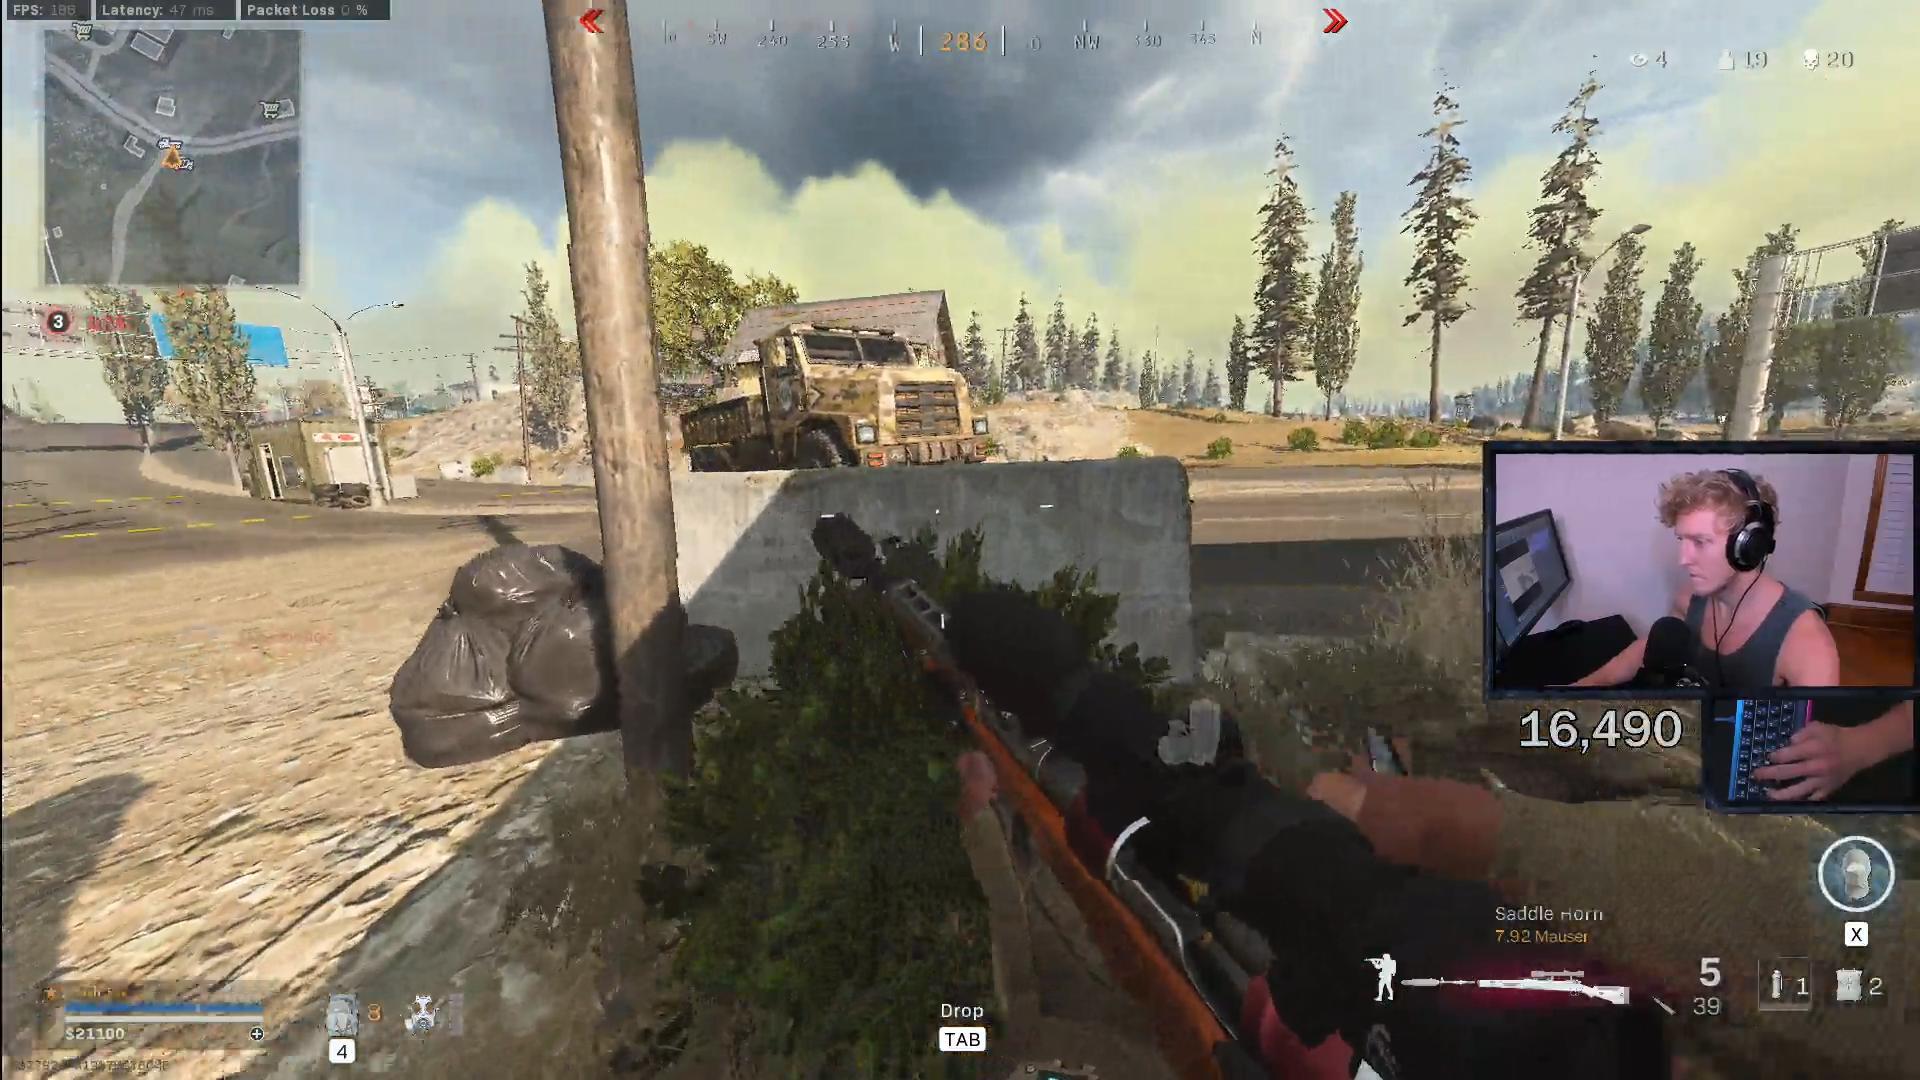 FPS: 186 Latency: 47 ms Packet Loss 0 %
SW 240 255 W 286 NW 330 345 N
4 19 20
3
16,490
Saddle Horn
7.92 Mauser
X
5
39
1 2
Drop
TAB
$21100
8
4